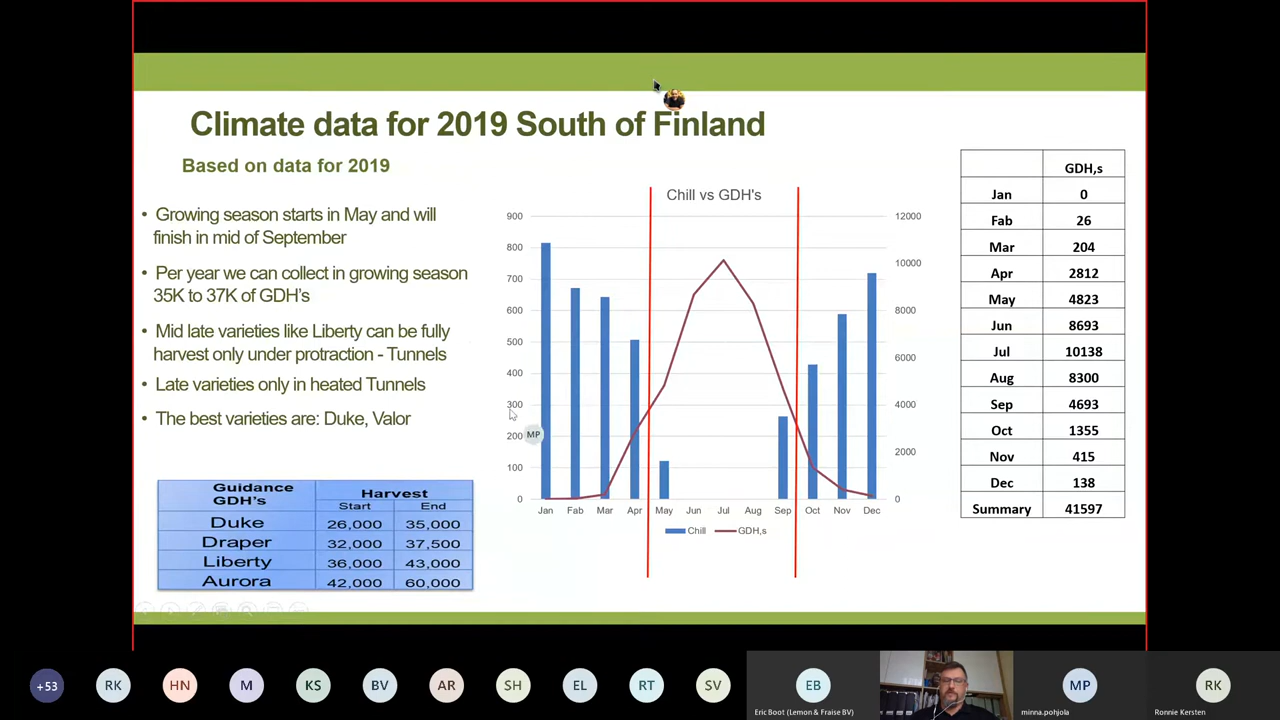 Climate data for 2019 South of Finland
Based on data for 2019
• Growing season starts in May and will
finish in mid of September
• Per year we can collect in growing season
35K to 37K of GDH's
• Mid late varieties like Liberty can be fully
harvest only under protraction - Tunnels
• Late varieties only in heated Tunnels
• The best varieties are: Duke, Valor
Guidance GDH's Harvest
Start End
Duke 26,000 35,000
Draper 32,000 37,500
Liberty 36,000 43,000
Aurora 42,000 60,000
Chill vs GDH's
900 12000
800
700 10000
600 8000
500
400 6000
300 4000
MP
200 2000
100
0 0
Jan Fab Mar Apr May Jun Jul Aug Sep Oct Nov Dec
Chill GDH,s
GDH,s
Jan 0
Fab 26
Mar 204
Apr 2812
May 4823
Jun 8693
Jul 10138
Aug 8300
Sep 4693
Oct 1355
Nov 415
Dec 138
Summary 41597
+53 RK HN M KS BV AR SH EL RT SV EB MP RK
Eric Boot (Lemon & Fraise BV) minna.pohjola Ronnie Kersten